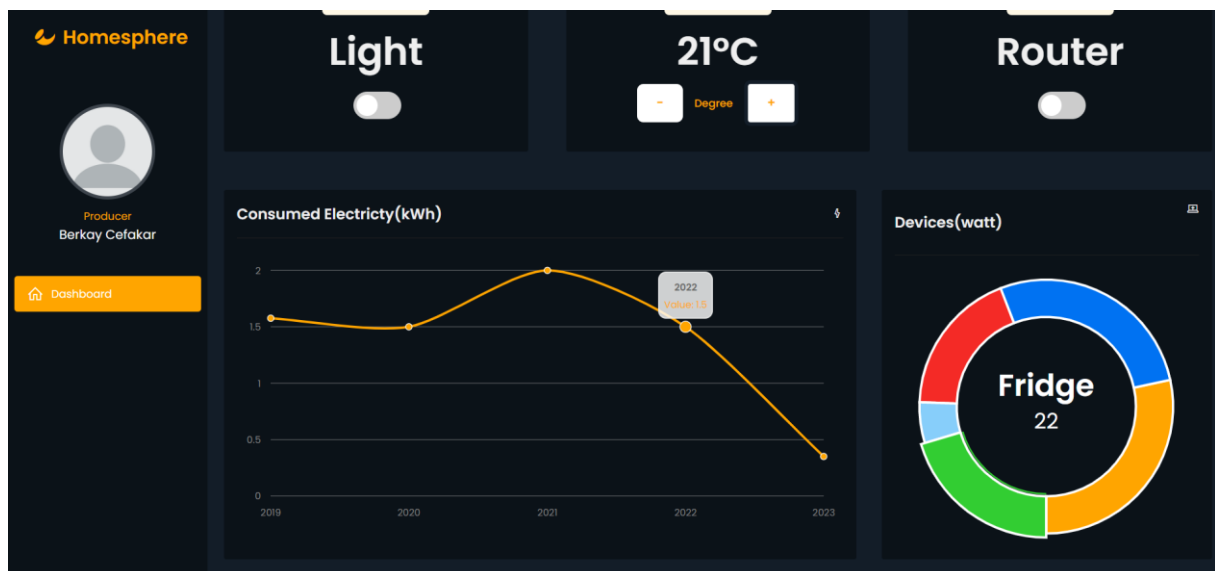 Homesphere
Light
21°C
- Degree +
Router
Producer
Berkay Cefakar
Dashboard
Consumed Electricty(kWh)
2
1.5
1
0.5
0
2019 2020 2021 2022 2023
2022
Value: 1.5
Devices(watt)
Fridge
22